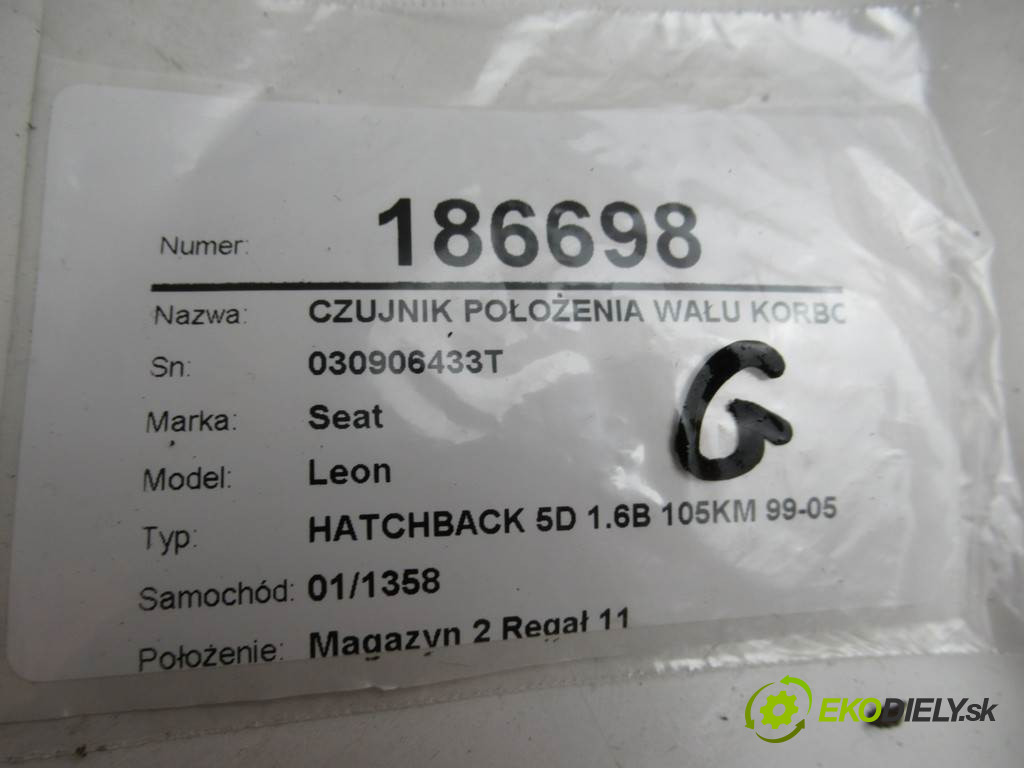 Numer: 186698
Nazwa: CZUJNIK POŁOŻENIA WAŁU KORBO
Sn: 030906433T
Marka: Seat
Model: Leon
Typ: HATCHBACK 5D 1.6B 105KM 99-05
Samochód: 01/1358
Położenie: Magazyn 2 Regał 11
G
EKODIELY.sk